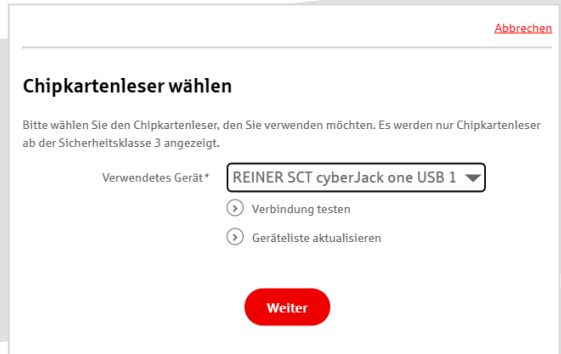 Abbrechen
Chipkartenleser wählen
Bitte wählen Sie den Chipkartenleser, den Sie verwenden möchten. Es werden nur Chipkartenleser
ab der Sicherheitsklasse 3 angezeigt.
Verwendetes Gerät* REINER SCT cyberJack one USB 1
Verbindung testen
Geräteliste aktualisieren
Weiter